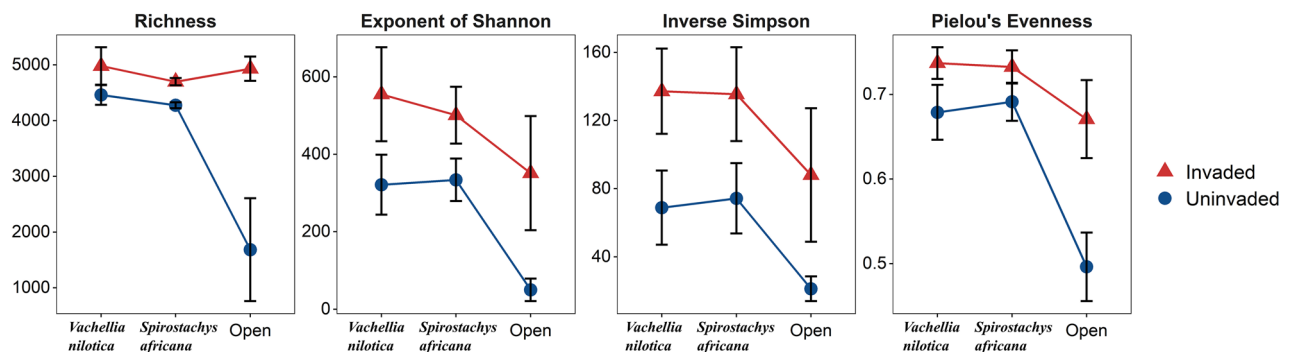 Richness
Exponent of Shannon
Inverse Simpson
Pielou's Evenness
5000
4000
3000
2000
1000
Vachellia
nilotica
Spirostachys
africana
Open
600
400
200
0
Vachellia
nilotica
Spirostachys
africana
Open
160
120
80
40
Vachellia
nilotica
Spirostachys
africana
Open
0.7
0.6
0.5
Vachellia
nilotica
Spirostachys
africana
Open
Invaded
Uninvaded